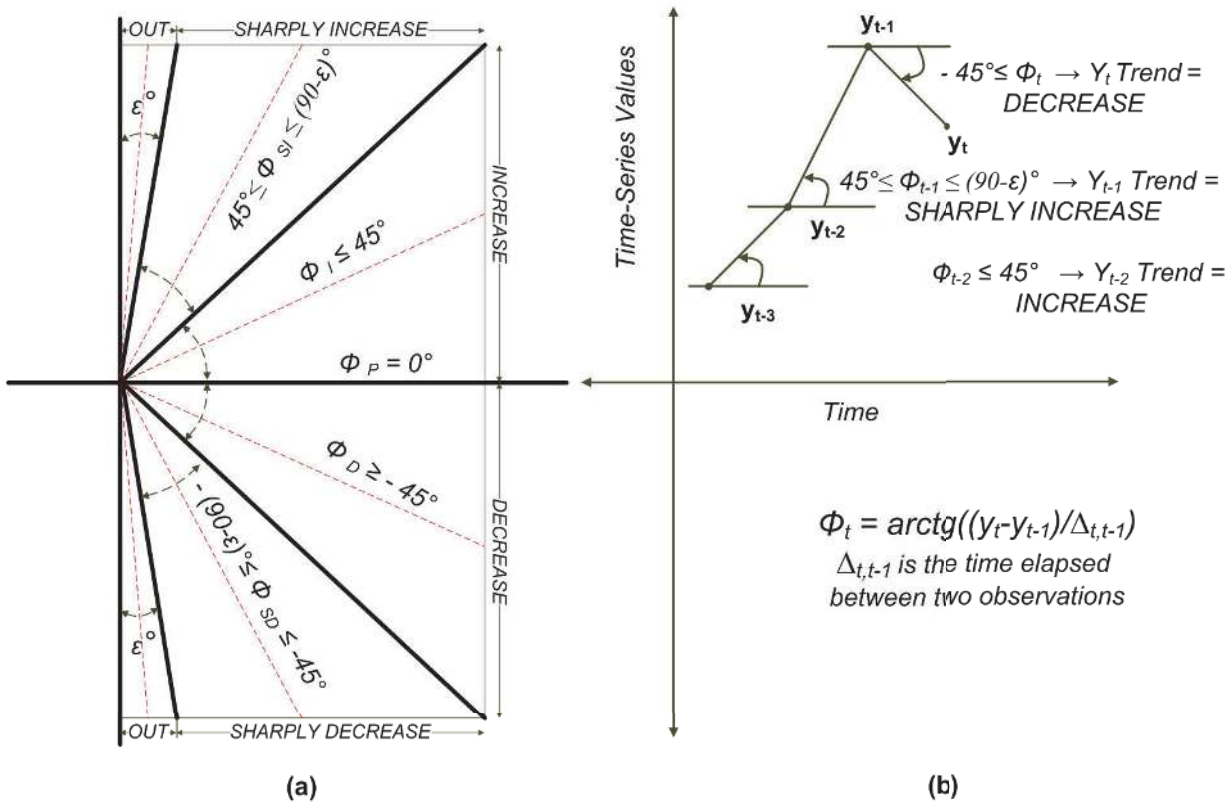 OUT
SHARPLY INCREASE
ε°
45°≤ Φ SI ≤ (90-ε)°
Φ I ≤ 45°
INCREASE
Φ P = 0°
Φ D ≥ - 45°
- (90-ε)°≤ Φ SD ≤ -45°
DECREASE
ε°
OUT
SHARPLY DECREASE
(a)
Time-Series Values
yt-1
- 45°≤ Φt → Yt Trend =
DECREASE
yt
45°≤ Φt-1 ≤ (90-ε)° → Yt-1 Trend =
SHARPLY INCREASE
yt-2
Φt-2 ≤ 45° → Yt-2 Trend =
INCREASE
yt-3
Time
Φt = arctg((yt-yt-1)/Δt,t-1)
Δt,t-1 is the time elapsed
between two observations
(b)